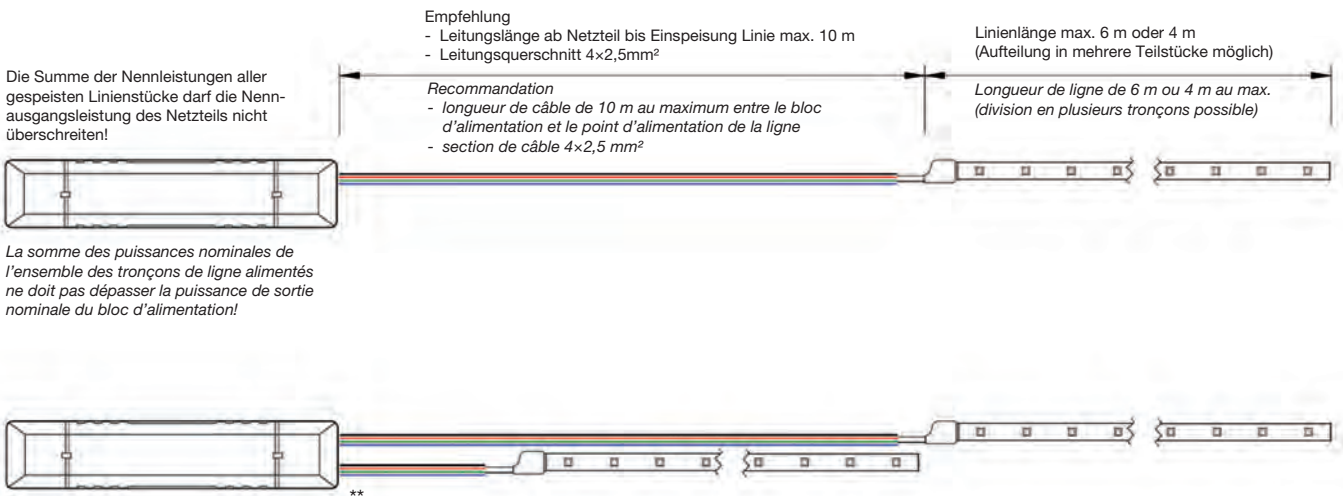 Die Summe der Nennleistungen aller
gespeisten Linienstücke darf die Nenn-
ausgangsleistung des Netzteils nicht
überschreiten!
Empfehlung
- Leitungslänge ab Netzteil bis Einspeisung Linie max. 10 m
- Leitungsquerschnitt 4×2,5mm²
Recommandation
- longueur de câble de 10 m au maximum entre le bloc
d’alimentation et le point d’alimentation de la ligne
- section de câble 4×2,5 mm²
Linienlänge max. 6 m oder 4 m
(Aufteilung in mehrere Teilstücke möglich)
Longueur de ligne de 6 m ou 4 m au max.
(division en plusieurs tronçons possible)
La somme des puissances nominales de
l’ensemble des tronçons de ligne alimentés
ne doit pas dépasser la puissance de sortie
nominale du bloc d’alimentation!
**